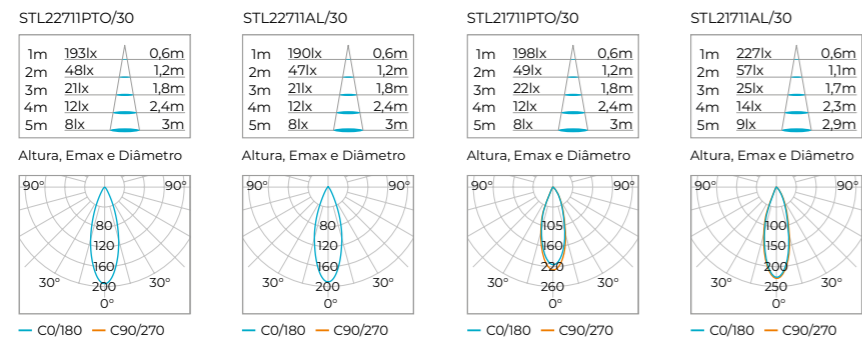 STL22711PTO/30
1m 193lx 0,6m
2m 48lx 1,2m
3m 21lx 1,8m
4m 12lx 2,4m
5m 8lx 3m
Altura, Emax e Diâmetro
90° 90°
80
120
160
30° 200 30°
0°
C0/180 C90/270
STL22711AL/30
1m 190lx 0,6m
2m 47lx 1,2m
3m 21lx 1,8m
4m 12lx 2,4m
5m 8lx 3m
Altura, Emax e Diâmetro
90° 90°
80
120
160
30° 200 30°
0°
C0/180 C90/270
STL21711PTO/30
1m 198lx 0,6m
2m 49lx 1,2m
3m 22lx 1,8m
4m 12lx 2,4m
5m 8lx 3m
Altura, Emax e Diâmetro
90° 90°
105
160
220
30° 260 30°
0°
C0/180 C90/270
STL21711AL/30
1m 227lx 0,6m
2m 57lx 1,1m
3m 25lx 1,7m
4m 14lx 2,3m
5m 9lx 2,9m
Altura, Emax e Diâmetro
90° 90°
100
150
200
30° 250 30°
0°
C0/180 C90/270